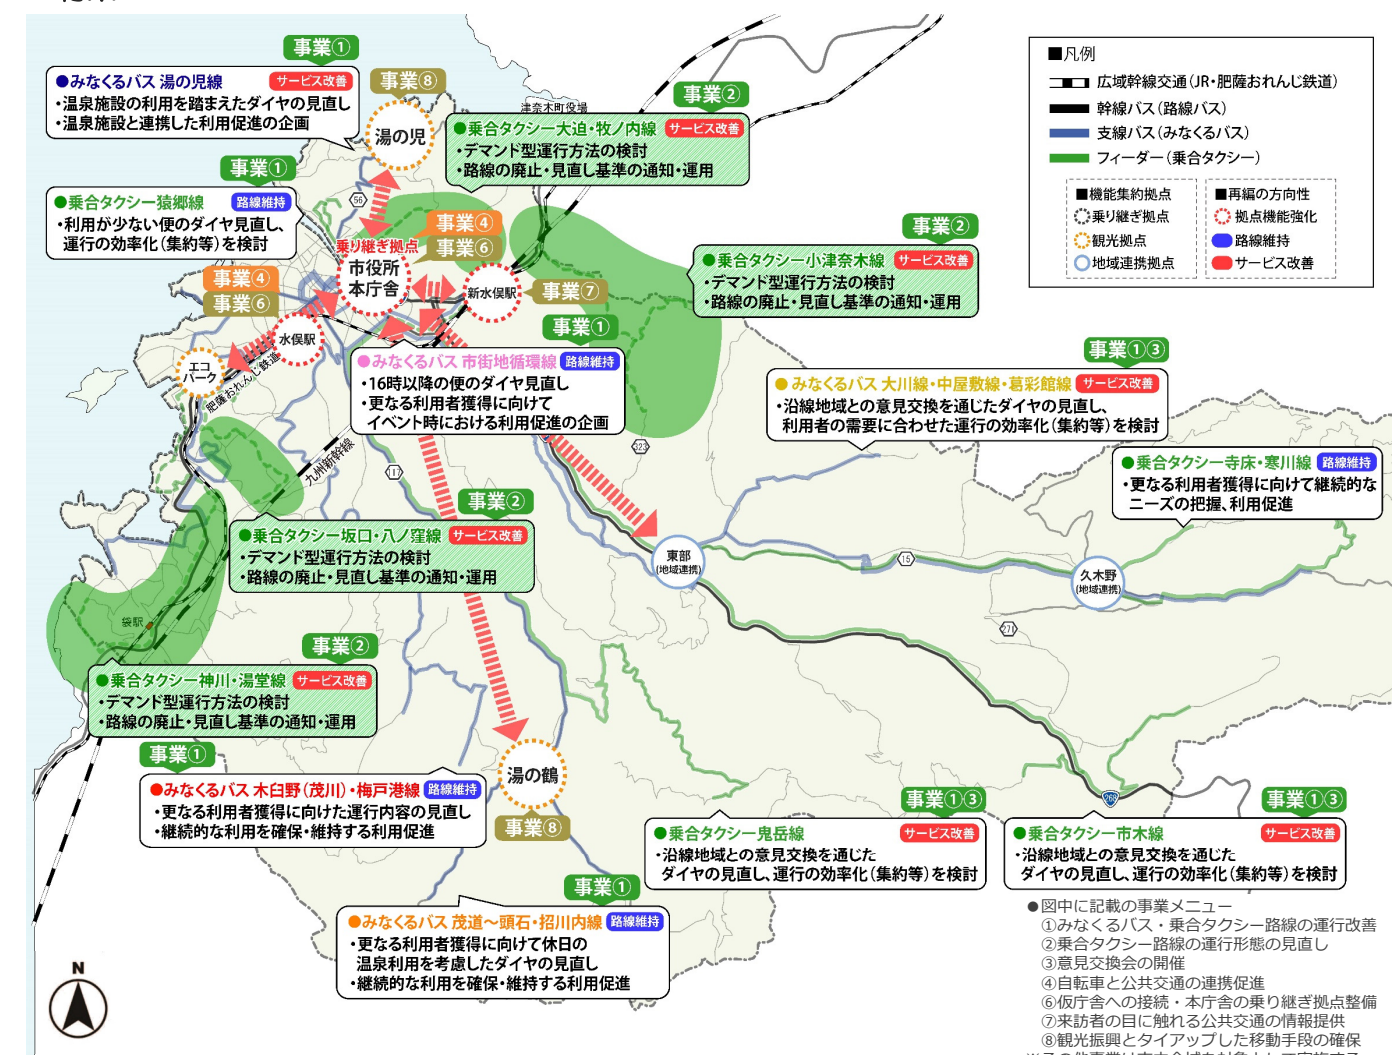 事業①
●みなくるバス 湯の児線 サービス改善
・温泉施設の利用を踏まえたダイヤの見直し
・温泉施設と連携した利用促進の企画
事業⑧
湯の児
津奈木町役場
事業②
●乗合タクシー大迫・牧ノ内線 サービス改善
・デマンド型運行方法の検討
・路線の廃止・見直し基準の通知・運用
■凡例
広域幹線交通(JR・肥薩おれんじ鉄道)
幹線バス(路線バス)
支線バス(みなくるバス)
フィーダー(乗合タクシー)
■機能集約拠点
乗り継ぎ拠点
観光拠点
地域連携拠点
■再編の方向性
拠点機能強化
路線維持
サービス改善
事業①
●乗合タクシー猿郷線 路線維持
・利用が少ない便のダイヤ見直し、
運行の効率化(集約等)を検討
56
事業④
事業⑥
乗り継ぎ拠点
市役所
本庁舎
事業④
事業⑥
新水俣駅
事業⑦
事業②
●乗合タクシー小津奈木線 サービス改善
・デマンド型運行方法の検討
・路線の廃止・見直し基準の通知・運用
水俣駅
エコ
パーク
肥薩おれんじ鉄道
事業①
●みなくるバス 市街地循環線 路線維持
・16時以降の便のダイヤ見直し
・更なる利用者獲得に向けて
イベント時における利用促進の企画
事業①③
●みなくるバス 大川線・中屋敷線・葛彩館線 サービス改善
・沿線地域との意見交換を通じたダイヤの見直し、
利用者の需要に合わせた運行の効率化(集約等)を検討
九州新幹線
117
323
●乗合タクシー寺床・寒川線 路線維持
・更なる利用者獲得に向けて継続的な
ニーズの把握、利用促進
事業②
●乗合タクシー坂口・八ノ窪線 サービス改善
・デマンド型運行方法の検討
・路線の廃止・見直し基準の通知・運用
東部
(地域連携)
15
久木野
(地域連携)
271
袋駅
事業②
●乗合タクシー神川・湯堂線 サービス改善
・デマンド型運行方法の検討
・路線の廃止・見直し基準の通知・運用
事業①
●みなくるバス 木臼野(茂川)・梅戸港線 路線維持
・更なる利用者獲得に向けた運行内容の見直し
・継続的な利用を確保・維持する利用促進
湯の鶴
事業⑧
268
事業①③
●乗合タクシー鬼岳線 サービス改善
・沿線地域との意見交換を通じた
ダイヤの見直し、運行の効率化(集約等)を検討
事業①③
●乗合タクシー市木線 サービス改善
・沿線地域との意見交換を通じた
ダイヤの見直し、運行の効率化(集約等)を検討
事業①
●みなくるバス 茂道～頭石・招川内線 路線維持
・更なる利用者獲得に向けて休日の
温泉利用を考慮したダイヤの見直し
・継続的な利用を確保・維持する利用促進
N
●図中に記載の事業メニュー
①みなくるバス・乗合タクシー路線の運行改善
②乗合タクシー路線の運行形態の見直し
③意見交換会の開催
④自転車と公共交通の連携促進
⑥仮庁舎への接続・本庁舎の乗り継ぎ拠点整備
⑦来訪者の目に触れる公共交通の情報提供
⑧観光振興とタイアップした移動手段の確保